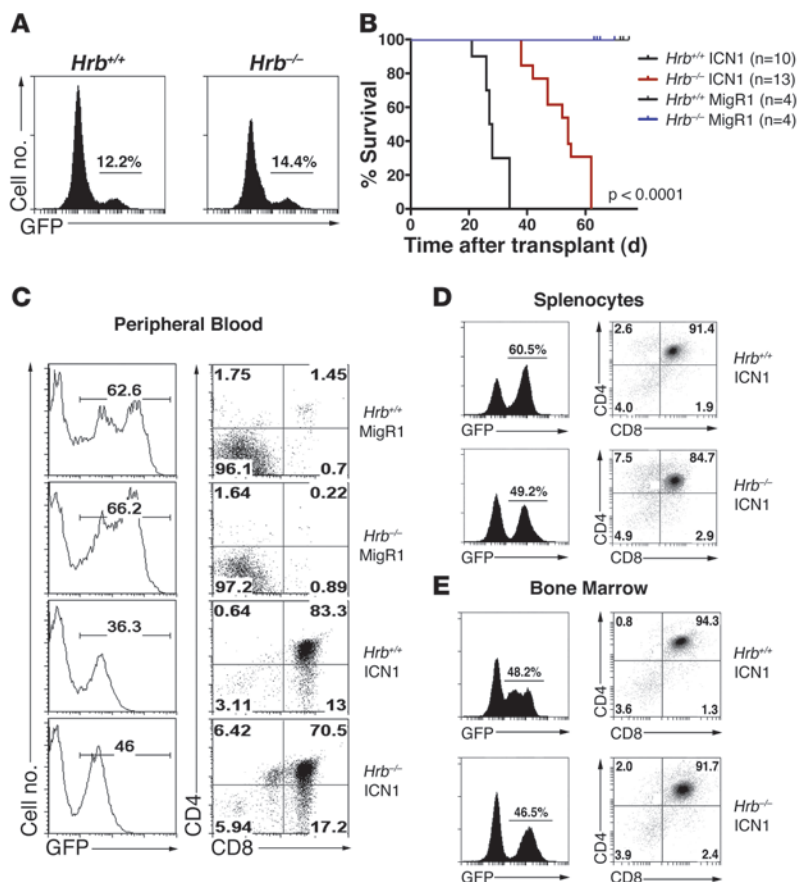 A
Hrb+/+
Hrb−/−
Cell no.
12.2%
14.4%
GFP
B
% Survival
100
80
60
40
20
0
0
20
40
60
Time after transplant (d)
p < 0.0001
Hrb+/+ ICN1 (n=10)
Hrb−/− ICN1 (n=13)
Hrb+/+ MigR1 (n=4)
Hrb−/− MigR1 (n=4)
C
Peripheral Blood
62.6
1.75 1.45
96.1 0.7
Hrb+/+
MigR1
66.2
1.64 0.22
97.2 0.89
Hrb−/−
MigR1
36.3
0.64 83.3
3.11 13
Hrb+/+
ICN1
46
6.42 70.5
5.94 17.2
Hrb−/−
ICN1
Cell no.
GFP
CD4
CD8
D
Splenocytes
60.5%
GFP
CD4
2.6 91.4
4.0 1.9
CD8
Hrb+/+
ICN1
49.2%
GFP
CD4
7.5 84.7
4.9 2.9
CD8
Hrb−/−
ICN1
E
Bone Marrow
48.2%
GFP
CD4
0.8 94.3
3.6 1.3
CD8
Hrb+/+
ICN1
46.5%
GFP
CD4
2.0 91.7
3.9 2.4
CD8
Hrb−/−
ICN1